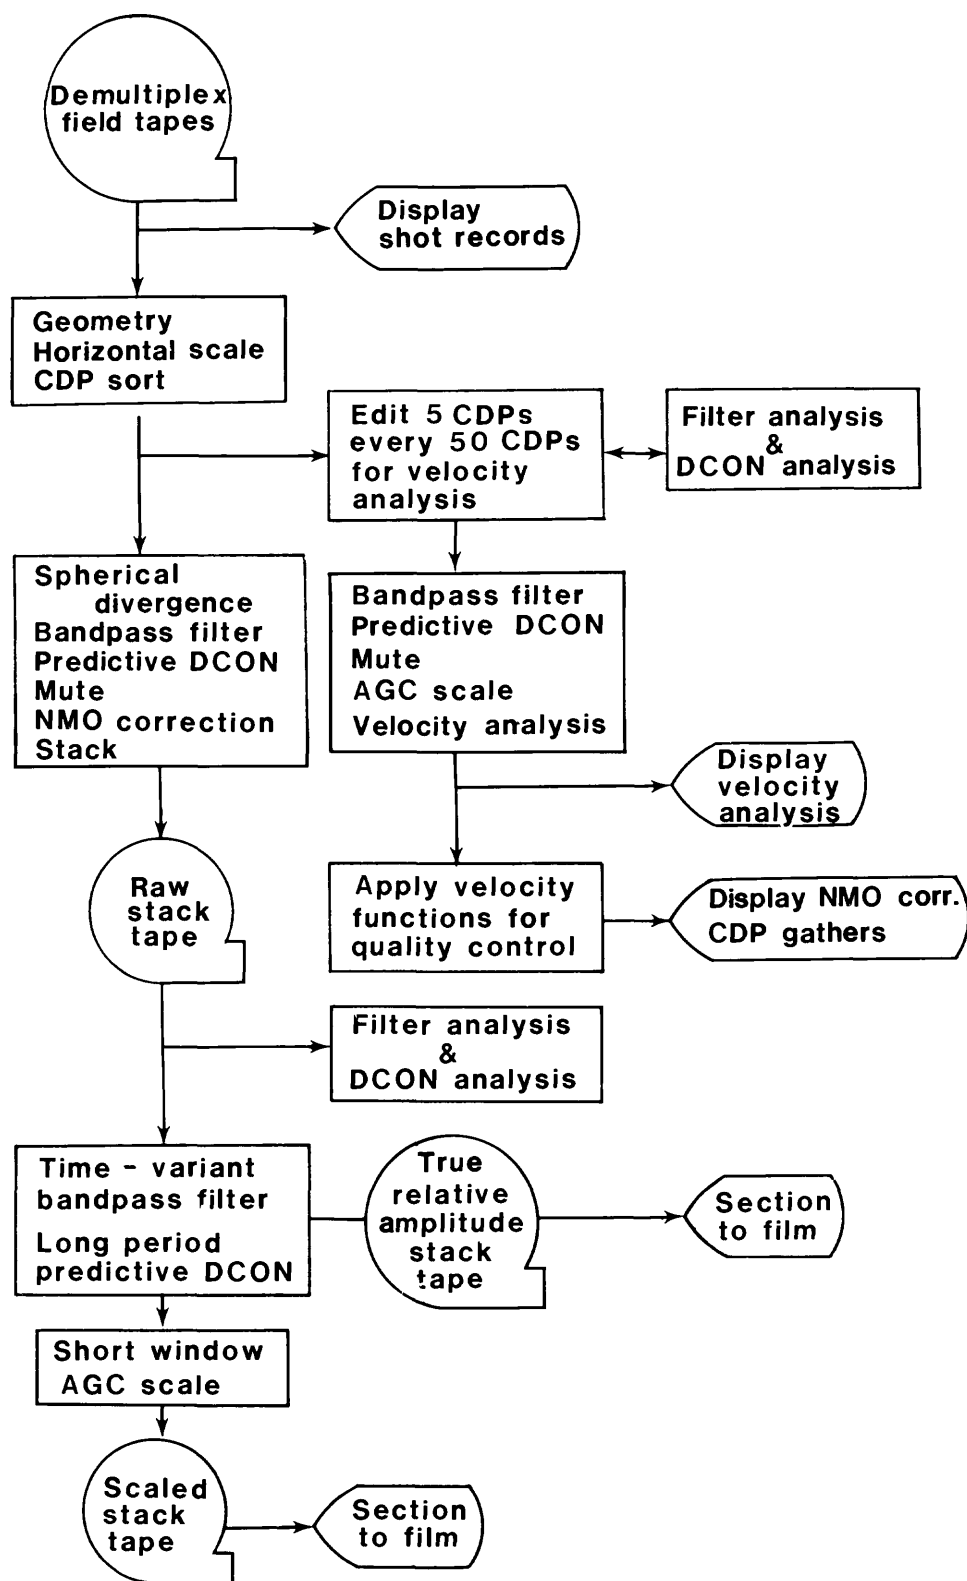 Demultiplex
field tapes
Display
shot records
Geometry
Horizontal scale
CDP sort
Edit 5 CDPs
every 50 CDPs
for velocity
analysis
Filter analysis
&
DCON analysis
Spherical
divergence
Bandpass filter
Predictive DCON
Mute
NMO correction
Stack
Bandpass filter
Predictive DCON
Mute
AGC scale
Velocity analysis
Display
velocity
analysis
Raw
stack
tape
Apply velocity
functions for
quality control
Display NMO corr.
CDP gathers
Filter analysis
&
DCON analysis
Time - variant
bandpass filter
Long period
predictive DCON
True
relative
amplitude
stack
tape
Section
to film
Short window
AGC scale
Scaled
stack
tape
Section
to film